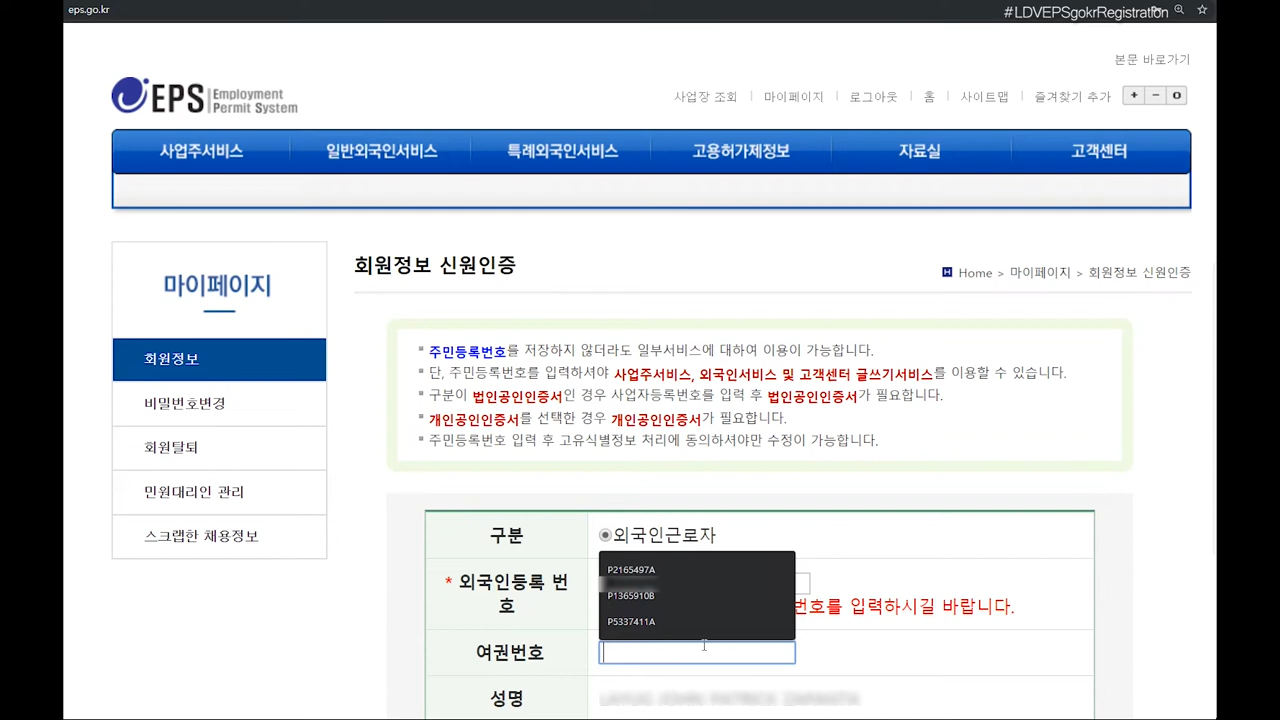 eps.go.kr
#LDVEPSgokrRegistration
본문 바로가기
EPS Employment Permit System
사업장 조회 | 마이페이지 | 로그아웃 | 홈 | 사이트맵 | 즐겨찾기 추가
사업주서비스 일반외국인서비스 특례외국인서비스 고용허가제정보 자료실 고객센터
마이페이지
회원정보
비밀번호변경
회원탈퇴
민원대리인 관리
스크랩한 채용정보
회원정보 신원인증
H Home > 마이페이지 > 회원정보 신원인증
주민등록번호를 저장하지 않더라도 일부서비스에 대하여 이용이 가능합니다.
단, 주민등록번호를 입력하셔야 사업주서비스, 외국인서비스 및 고객센터 글쓰기서비스를 이용할 수 있습니다.
구분이 법인공인인증서인 경우 사업자등록번호를 입력 후 법인공인인증서가 필요합니다.
개인공인인증서를 선택한 경우 개인공인인증서가 필요합니다.
주민등록번호 입력 후 고유식별정보 처리에 동의하셔야만 수정이 가능합니다.
구분 외국인근로자
* 외국인등록 번호
P2165497A
P1365910B
P5337411A
번호를 입력하시길 바랍니다.
여권번호
성명